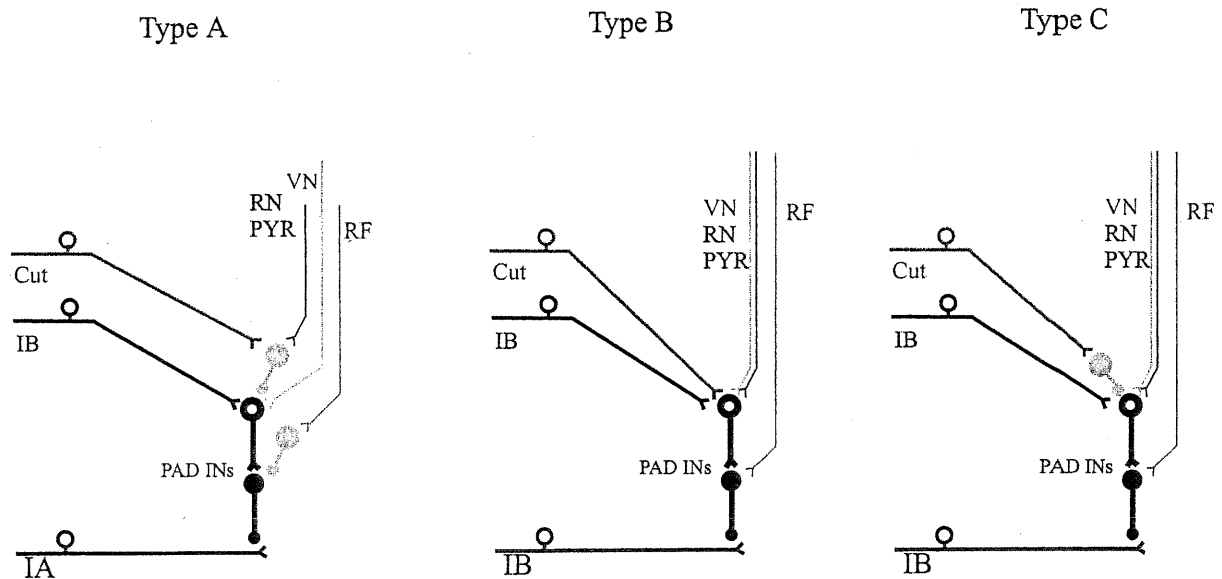 Type A
Type B
Type C
VN
RN
PYR
RF
Cut
IB
PAD INs
IA
VN
RN
PYR
RF
Cut
IB
PAD INs
IB
VN
RN
PYR
RF
Cut
IB
PAD INs
IB